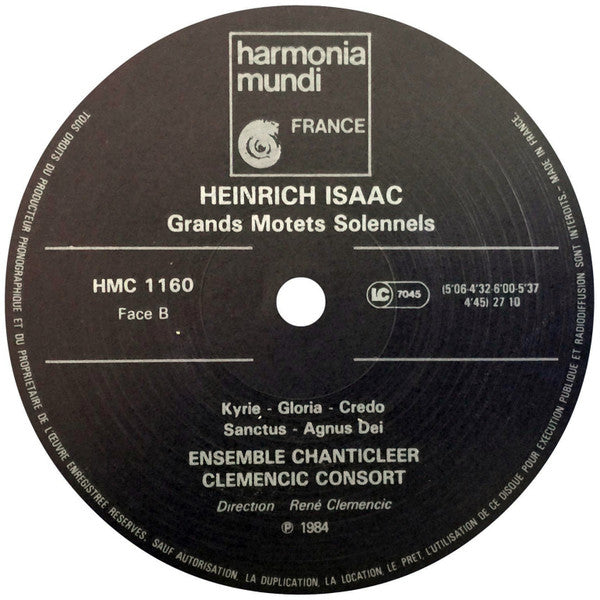 harmonia
mundi
FRANCE
HEINRICH ISAAC
Grands Motets Solennels
HMC 1160
Face B
LC 7045
(5'06-4'32-6'00-5'37
4'45) 27 10
Kyrie - Gloria - Credo
Sanctus - Agnus Dei
ENSEMBLE CHANTICLEER
CLEMENCIC CONSORT
Direction René Clemencic
℗ 1984
TOUS DROITS DU PRODUCTEUR PHONOGRAPHIQUE ET DU PROPRIETAIRE DE L'ŒUVRE ENREGISTREE RESERVES, SAUF AUTORISATION, LA DUPLICATION, LA LOCATION, LE PRET, L'UTILISATION DE CE DISQUE POUR EXECUTION PUBLIQUE ET RADIODIFFUSION SONT INTERDITS.- MADE IN FRANCE.